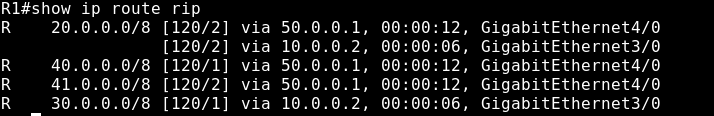 R1#show ip route rip
R    20.0.0.0/8 [120/2] via 50.0.0.1, 00:00:12, GigabitEthernet4/0
                [120/2] via 10.0.0.2, 00:00:06, GigabitEthernet3/0
R    40.0.0.0/8 [120/1] via 50.0.0.1, 00:00:12, GigabitEthernet4/0
R    41.0.0.0/8 [120/2] via 50.0.0.1, 00:00:12, GigabitEthernet4/0
R    30.0.0.0/8 [120/1] via 10.0.0.2, 00:00:06, GigabitEthernet3/0